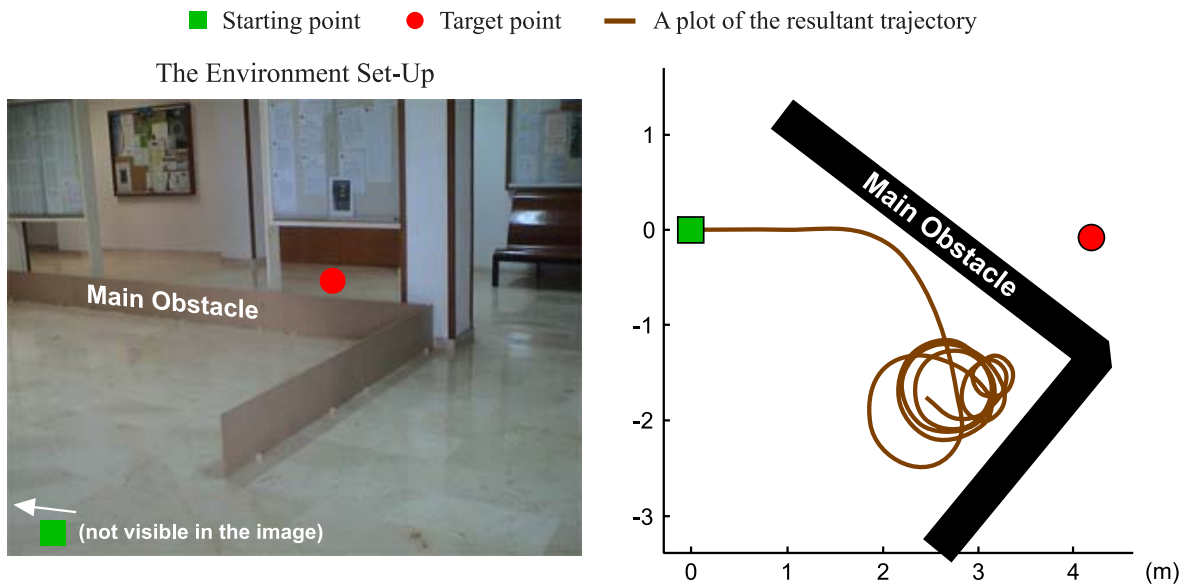 Starting point
Target point
A plot of the resultant trajectory
The Environment Set-Up
Main Obstacle
(not visible in the image)
Main Obstacle
1
0
-1
-2
-3
0
1
2
3
4
(m)